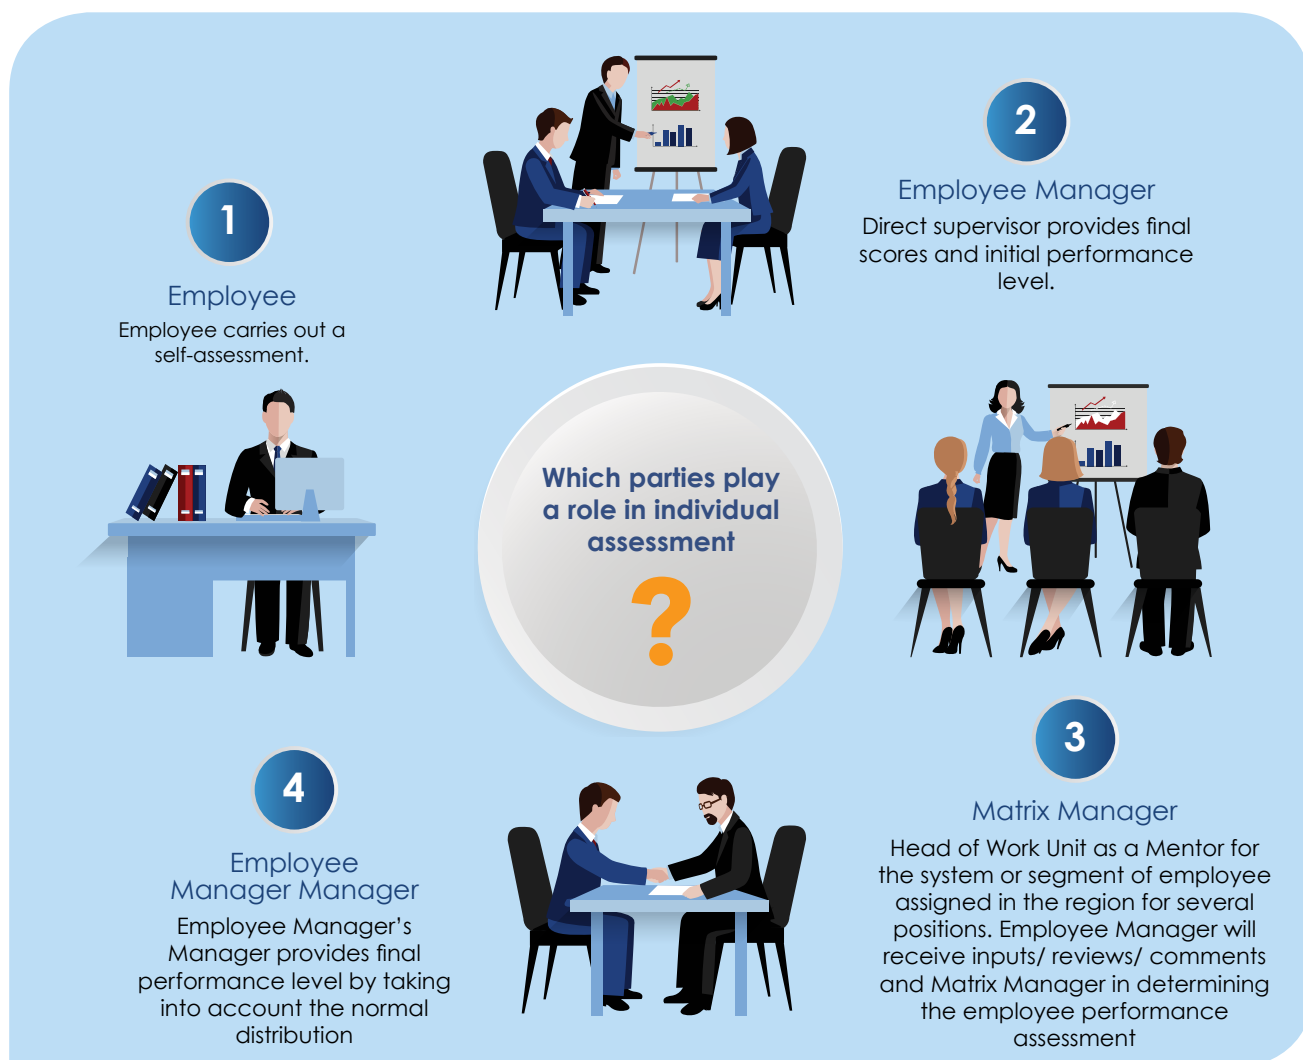 1
Employee
Employee carries out a
self-assessment.
2
Employee Manager
Direct supervisor provides final
scores and initial performance
level.
Which parties play
a role in individual
assessment
?
3
Matrix Manager
Head of Work Unit as a Mentor for
the system or segment of employee
assigned in the region for several
positions. Employee Manager will
receive inputs/ reviews/ comments
and Matrix Manager in determining
the employee performance
assessment
4
Employee
Manager Manager
Employee Manager’s
Manager provides final
performance level by taking
into account the normal
distribution